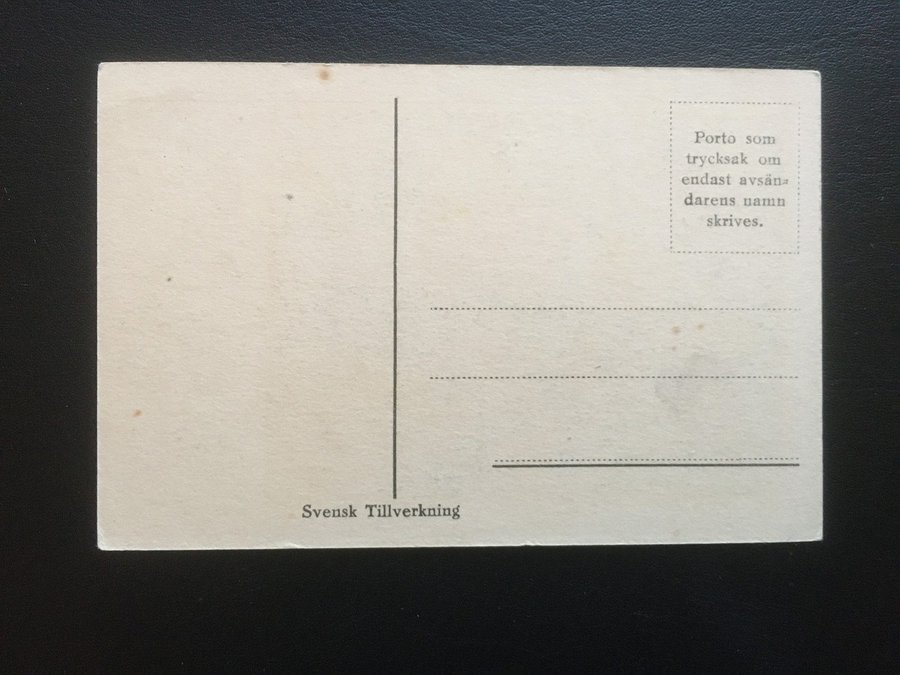 Porto som
trycksak om
endast avsän=
darens namn
skrives.
Svensk Tillverkning